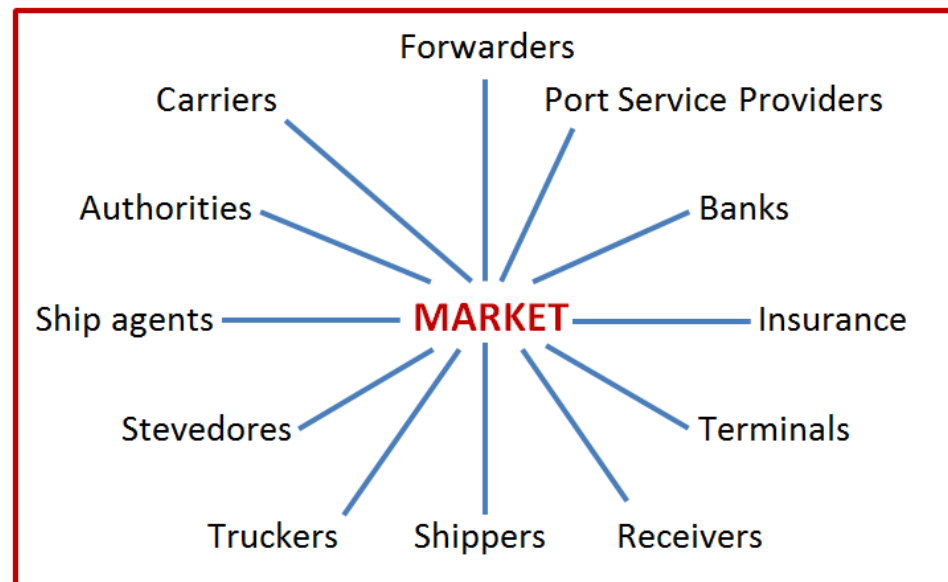 Forwarders
Carriers
Port Service Providers
Authorities
Banks
Ship agents
MARKET
Insurance
Stevedores
Terminals
Truckers
Shippers
Receivers